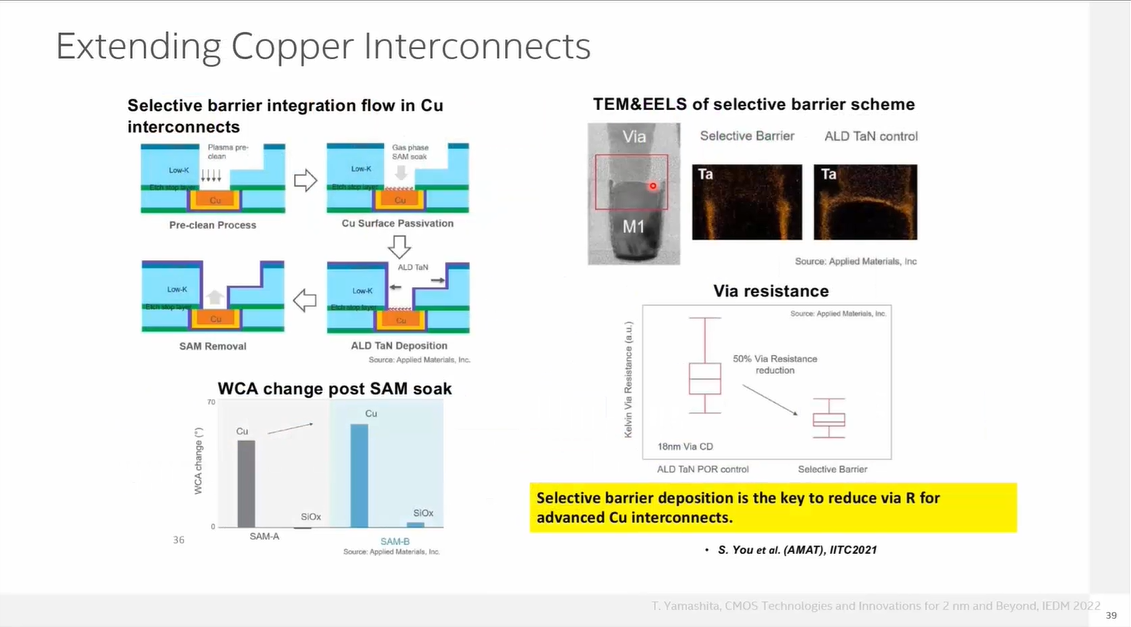 Extending Copper Interconnects
Selective barrier integration flow in Cu
interconnects
Plasma pre-
clean
Low-K
Etch stop layer
Cu
Pre-clean Process
Gas phase
SAM soak
Low-K
Etch stop layer
Cu
Cu Surface Passivation
Low-K
Etch stop layer
Cu
SAM Removal
ALD TaN
Low-K
Etch stop layer
Cu
ALD TaN Deposition
Source: Applied Materials, Inc.
WCA change post SAM soak
70
WCA change (°)
0
Cu
SiOx
SAM-A
Cu
SiOx
SAM-B
Source: Applied Materials, Inc.
36
TEM&EELS of selective barrier scheme
Via
M1
Selective Barrier
Ta
ALD TaN control
Ta
Source: Applied Materials, Inc
Via resistance
Source: Applied Materials, Inc.
Kelvin Via Resistance (a.u.)
50% Via Resistance
reduction
18nm Via CD
ALD TaN POR control
Selective Barrier
Selective barrier deposition is the key to reduce via R for
advanced Cu interconnects.
• S. You et al. (AMAT), IITC2021
T. Yamashita, CMOS Technologies and Innovations for 2 nm and Beyond, IEDM 2022
39